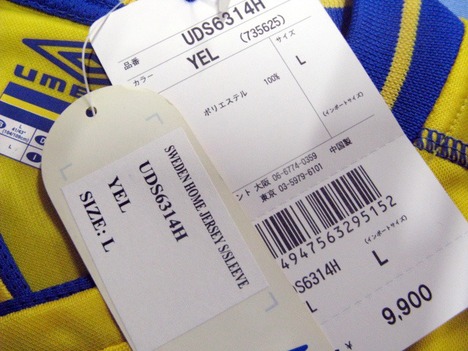 UMB
品番 UDS6314H
(735625)
カラー YEL
サイズ L
ポリエステル 100%
(インポートサイズ)
ント 大阪 06-6774-0359 中国製
東京 03-5979-6101
4947563295152
DS6314H
L (インポートサイズ)
L
¥ 9,900
SWEDEN HOME JERSEY S/SLEEVE
UDS6314H
YEL
SIZE: L